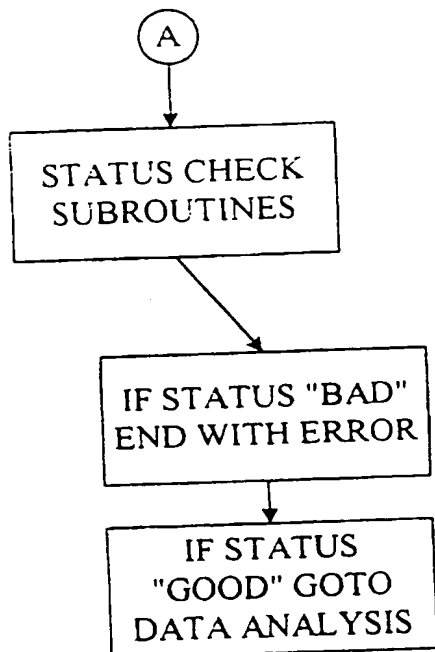 A
STATUS CHECK
SUBROUTINES
IF STATUS "BAD"
END WITH ERROR
IF STATUS
"GOOD" GOTO
DATA ANALYSIS